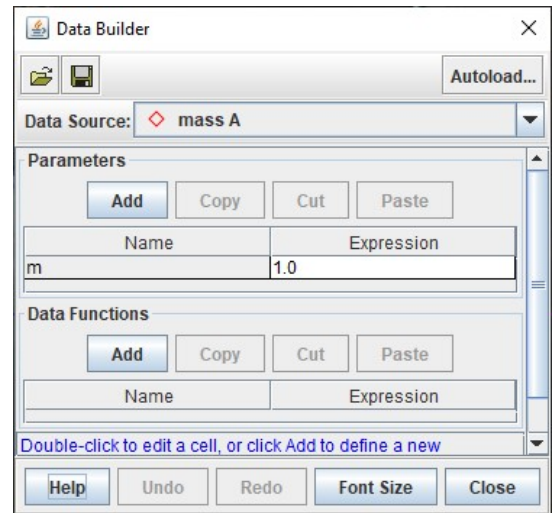 Data Builder
Autoload...
Data Source: mass A
Parameters
Add Copy Cut Paste
Name Expression
m 1.0
Data Functions
Add Copy Cut Paste
Name Expression
Double-click to edit a cell, or click Add to define a new
Help Undo Redo Font Size Close